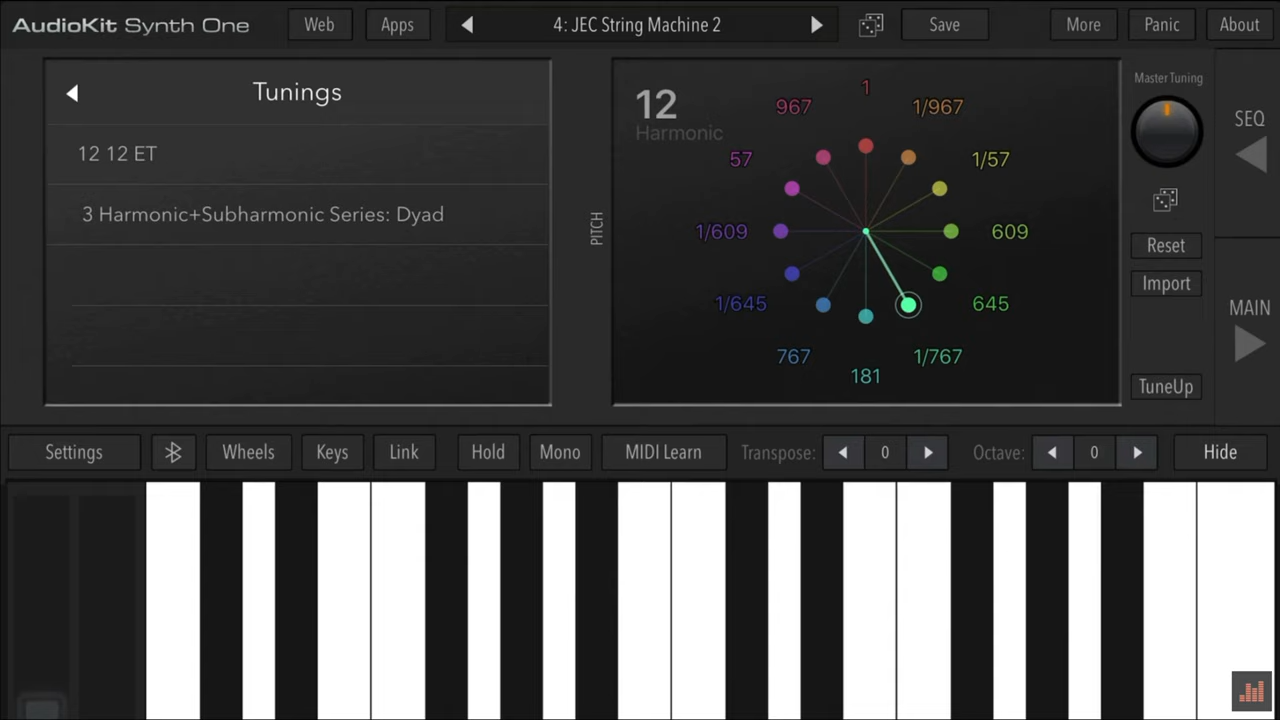 AudioKit Synth One
Web
Apps
4: JEC String Machine 2
Save
More
Panic
About
Tunings
12 12 ET
3 Harmonic+Subharmonic Series: Dyad
PITCH
12
Harmonic
1
967
1/967
57
1/57
1/609
609
1/645
645
767
1/767
181
MasterTuning
Reset
Import
TuneUp
SEQ
MAIN
Settings
Wheels
Keys
Link
Hold
Mono
MIDI Learn
Transpose:
0
Octave:
0
Hide